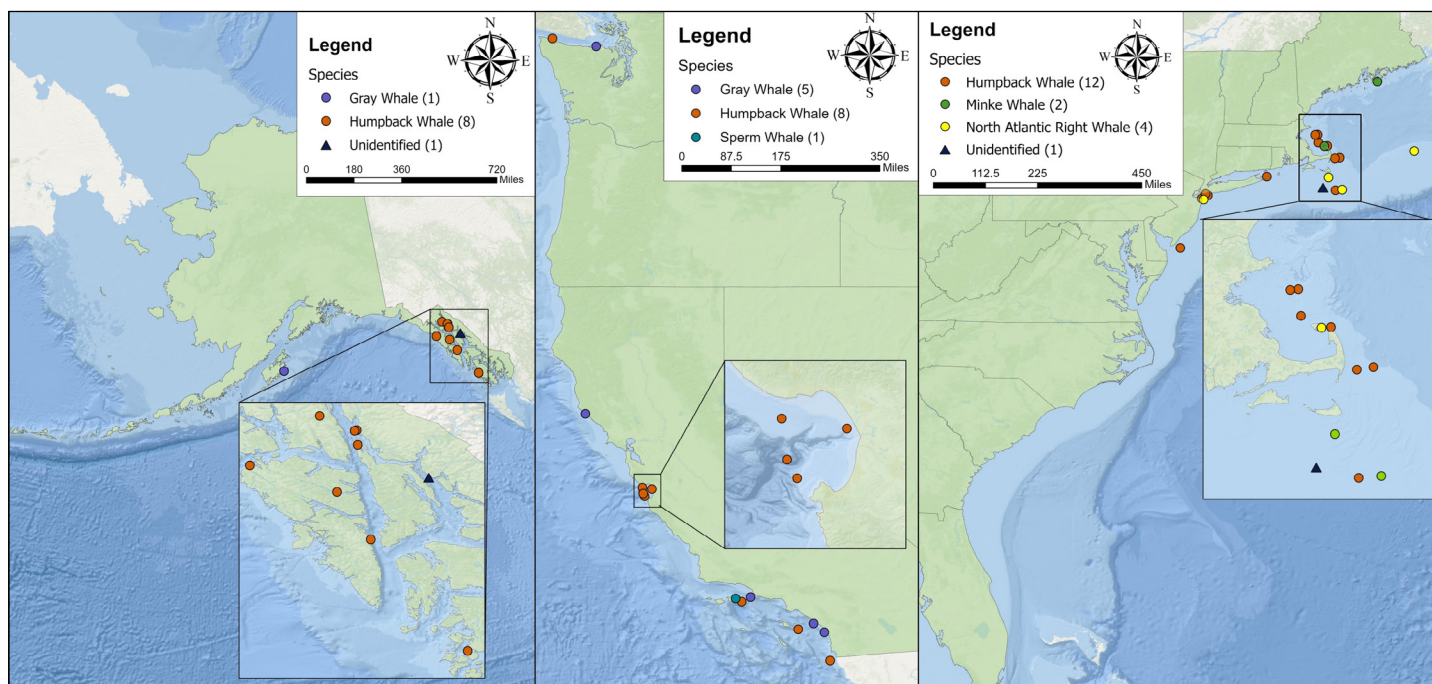 Legend
N
W
E
S
Species
Gray Whale (1)
Humpback Whale (8)
Unidentified (1)
0 180 360 720
Miles
Legend
N
W
E
S
Species
Gray Whale (5)
Humpback Whale (8)
Sperm Whale (1)
0 87.5 175 350
Miles
Legend
N
W
E
S
Species
Humpback Whale (12)
Minke Whale (2)
North Atlantic Right Whale (4)
Unidentified (1)
0 112.5 225 450
Miles